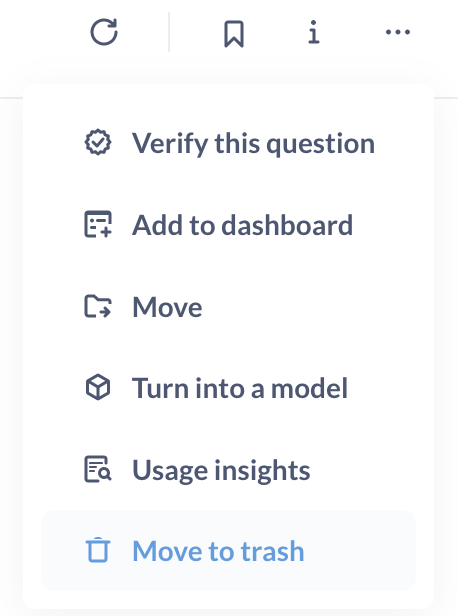 Verify this question
Add to dashboard
Move
Turn into a model
Usage insights
Move to trash